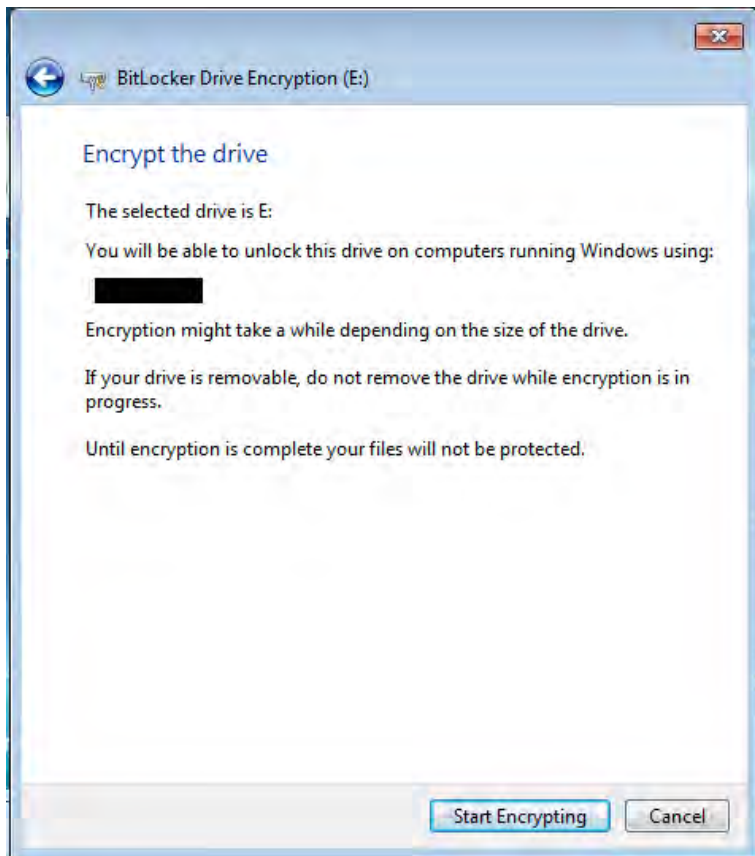 BitLocker Drive Encryption (E:)
Encrypt the drive
The selected drive is E:
You will be able to unlock this drive on computers running Windows using:
Encryption might take a while depending on the size of the drive.
If your drive is removable, do not remove the drive while encryption is in
progress.
Until encryption is complete your files will not be protected.
Start Encrypting
Cancel